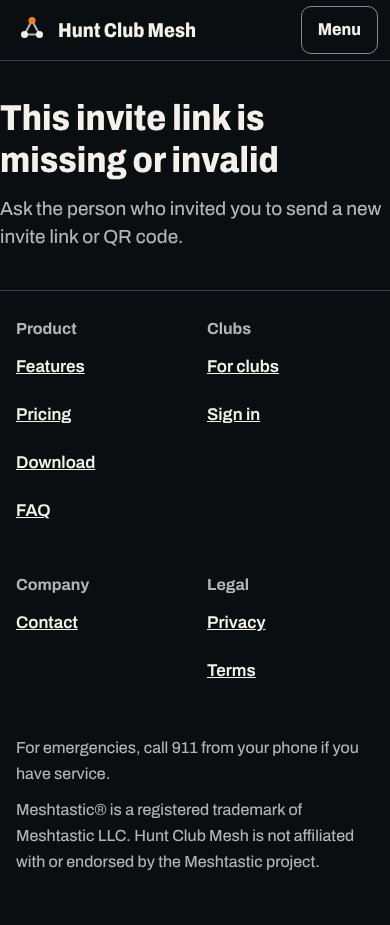 Hunt Club Mesh
Menu
This invite link is
missing or invalid
Ask the person who invited you to send a new
invite link or QR code.
Product
Features
Pricing
Download
FAQ
Clubs
For clubs
Sign in
Company
Contact
Legal
Privacy
Terms
For emergencies, call 911 from your phone if you
have service.
Meshtastic® is a registered trademark of
Meshtastic LLC. Hunt Club Mesh is not affiliated
with or endorsed by the Meshtastic project.